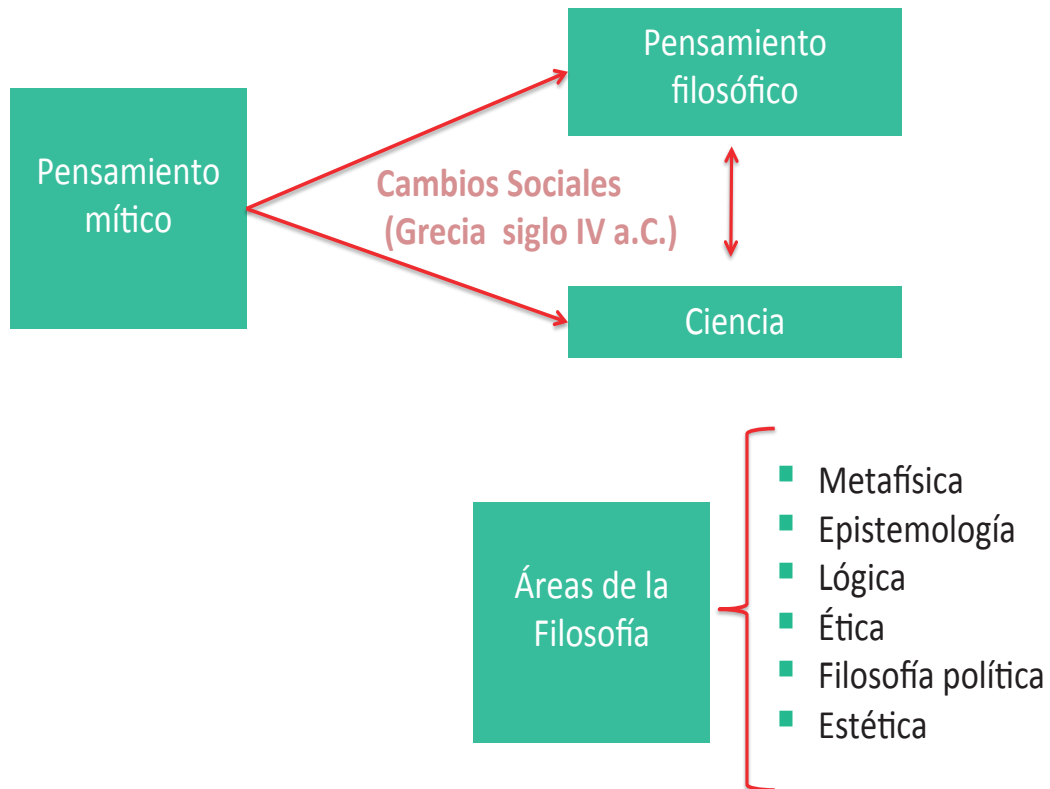 Pensamiento
filosófico
Pensamiento
mítico
Cambios Sociales
(Grecia siglo IV a.C.)
Ciencia
Áreas de la
Filosofía
Metafísica
Epistemología
Lógica
Ética
Filosofía política
Estética